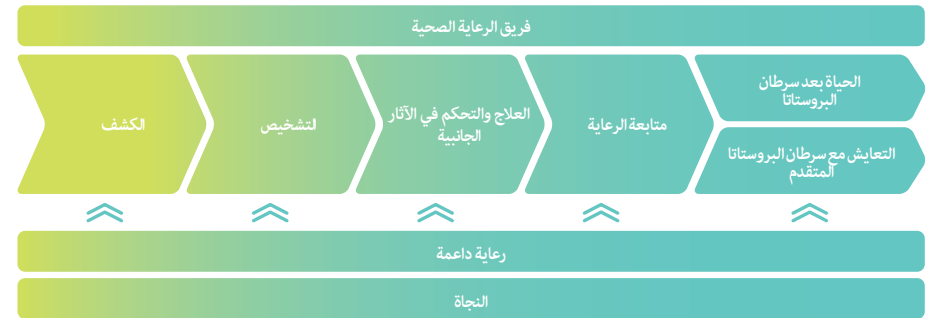 فريق الرعاية الصحية
الكشف
التشخيص
العلاج والتحكم في الآثار
الجانبية
متابعة الرعاية
الحياة بعد سرطان
البروستاتا
التعايش مع سرطان البروستاتا
المتقدم
رعاية داعمة
النجاة